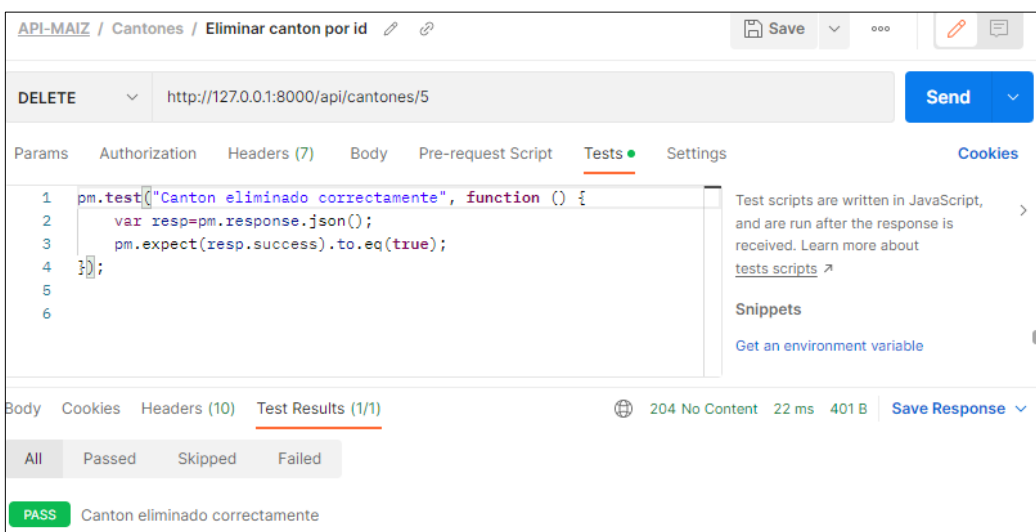 API-MAIZ / Cantones / Eliminar canton por id
Save
DELETE http://127.0.0.1:8000/api/cantones/5 Send
Params Authorization Headers (7) Body Pre-request Script Tests Settings Cookies
1 pm.test("Canton eliminado correctamente", function () {
2 var resp=pm.response.json();
3 pm.expect(resp.success).to.eq(true);
4 });
5
6
Test scripts are written in JavaScript,
and are run after the response is
received. Learn more about
tests scripts ↗
Snippets
Get an environment variable
Body Cookies Headers (10) Test Results (1/1) 204 No Content 22 ms 401 B Save Response
All Passed Skipped Failed
PASS Canton eliminado correctamente